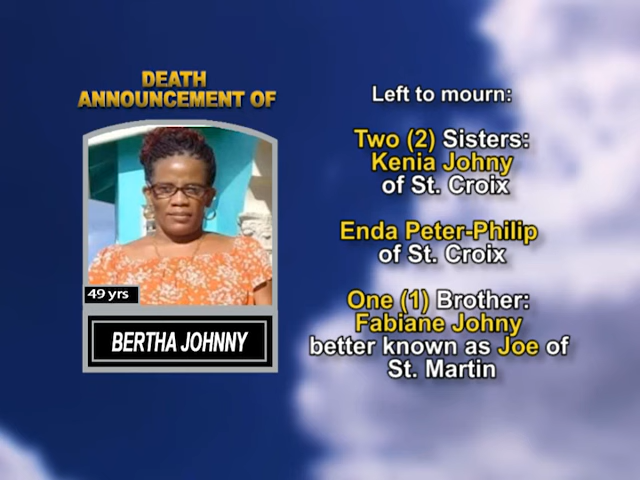 DEATH
ANNOUNCEMENT OF
49 yrs
BERTHA JOHNNY
Left to mourn:
Two (2) Sisters:
Kenia Johny
of St. Croix
Enda Peter-Philip
of St. Croix
One (1) Brother:
Fabiane Johny
better known as Joe of
St. Martin